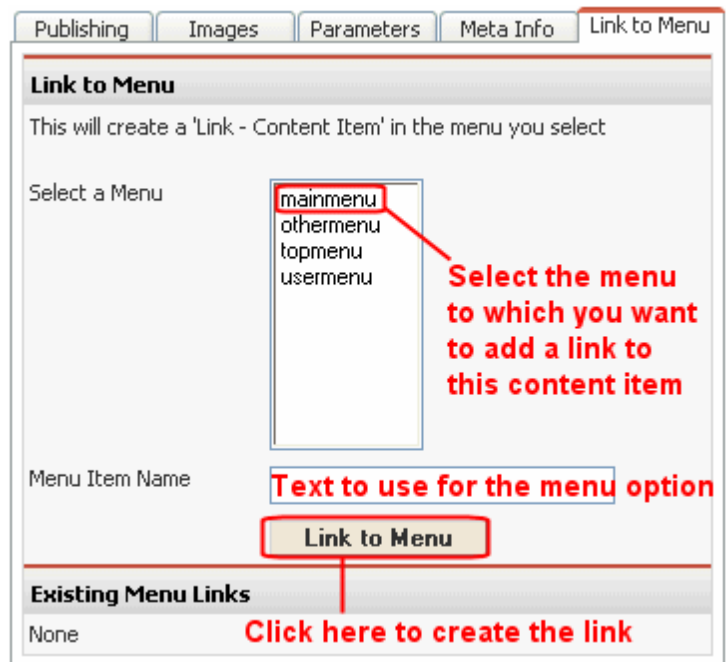 Publishing Images Parameters Meta Info Link to Menu
Link to Menu
This will create a 'Link - Content Item' in the menu you select
Select a Menu
mainmenu
othermenu
topmenu
usermenu
Select the menu
to which you want
to add a link to
this content item
Menu Item Name
Text to use for the menu option
Link to Menu
Existing Menu Links
None
Click here to create the link